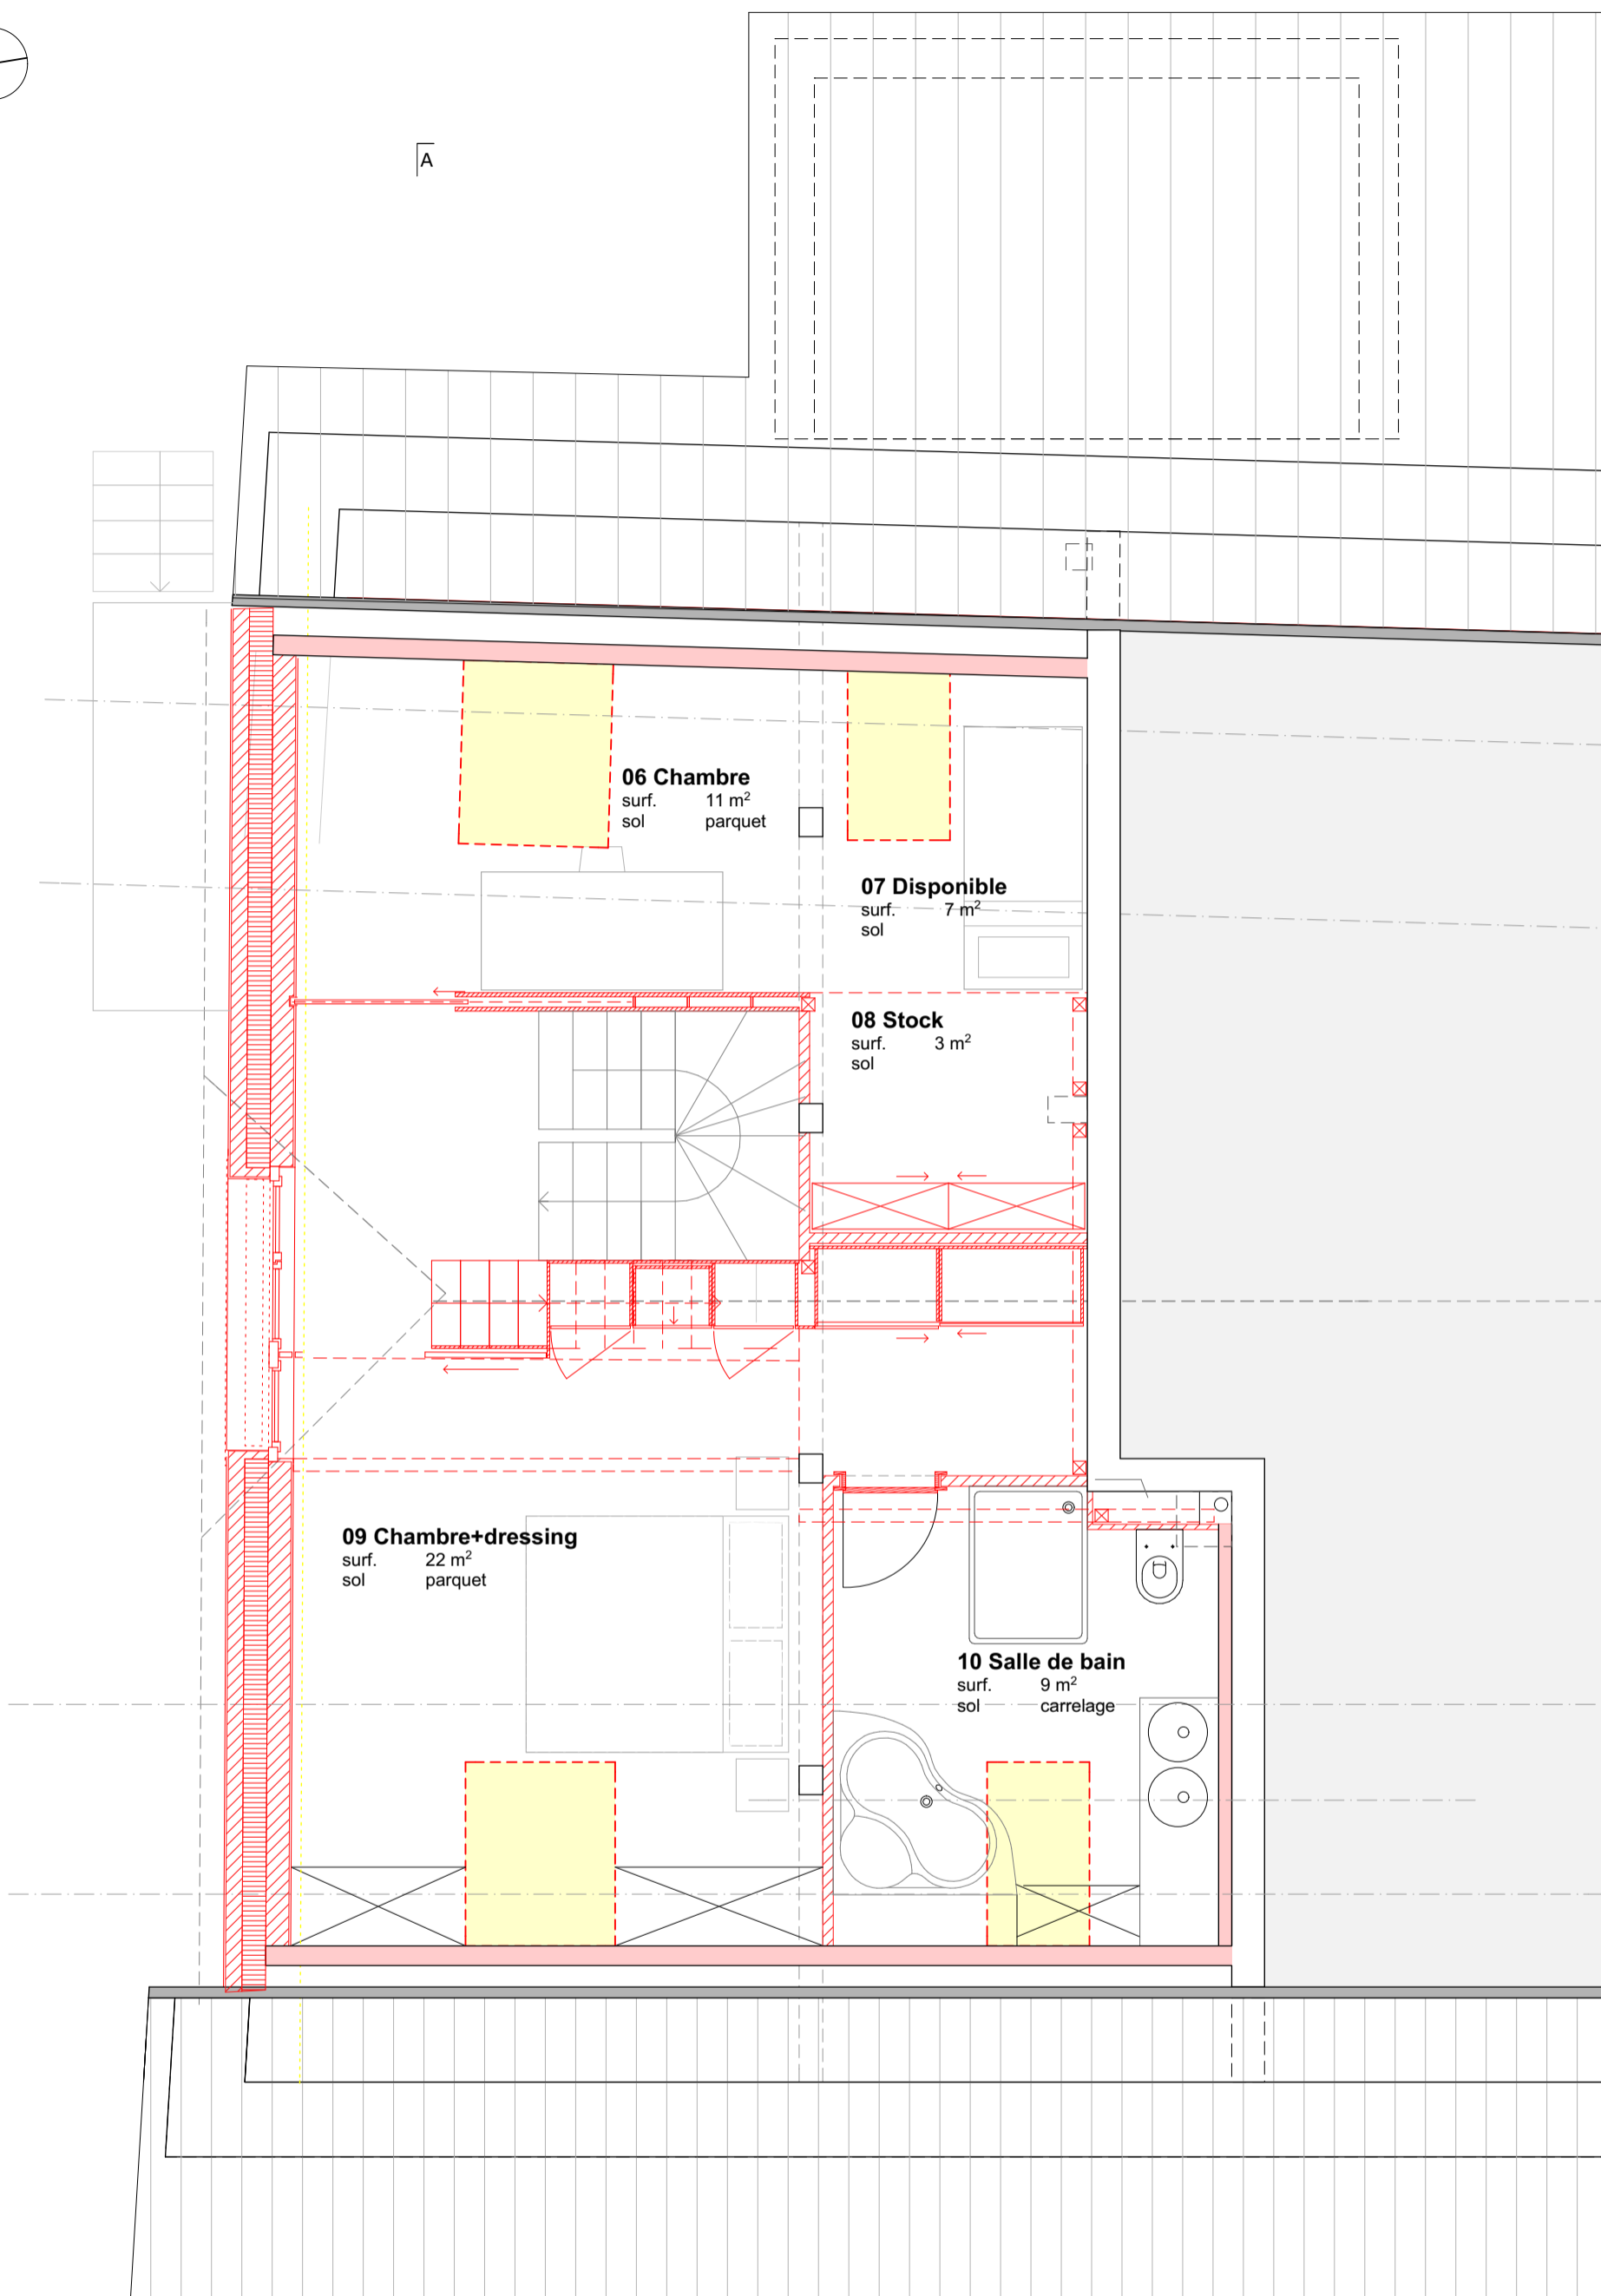 A
06 Chambre
surf. 11 m²
sol parquet
07 Disponible
surf. 7 m²
sol
08 Stock
surf. 3 m²
sol
09 Chambre+dressing
surf. 22 m²
sol parquet
10 Salle de bain
surf. 9 m²
sol carrelage